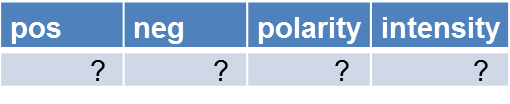 pos neg polarity intensity
? ? ? ?